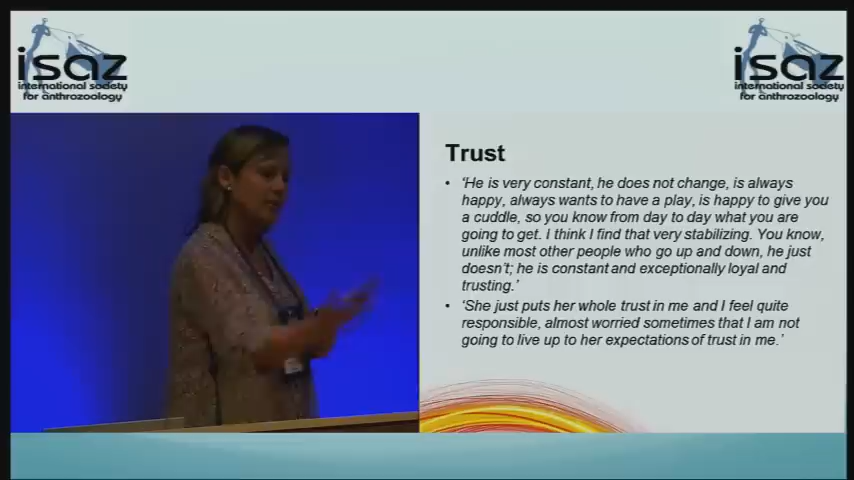 isaz
international society
for anthrozoology
isaz
international society
for anthrozoology
Trust
• ‘He is very constant, he does not change, is always
happy, always wants to have a play, is happy to give you
a cuddle, so you know from day to day what you are
going to get. I think I find that very stabilizing. You know,
unlike most other people who go up and down, he just
doesn’t; he is constant and exceptionally loyal and
trusting.’
• ‘She just puts her whole trust in me and I feel quite
responsible, almost worried sometimes that I am not
going to live up to her expectations of trust in me.’